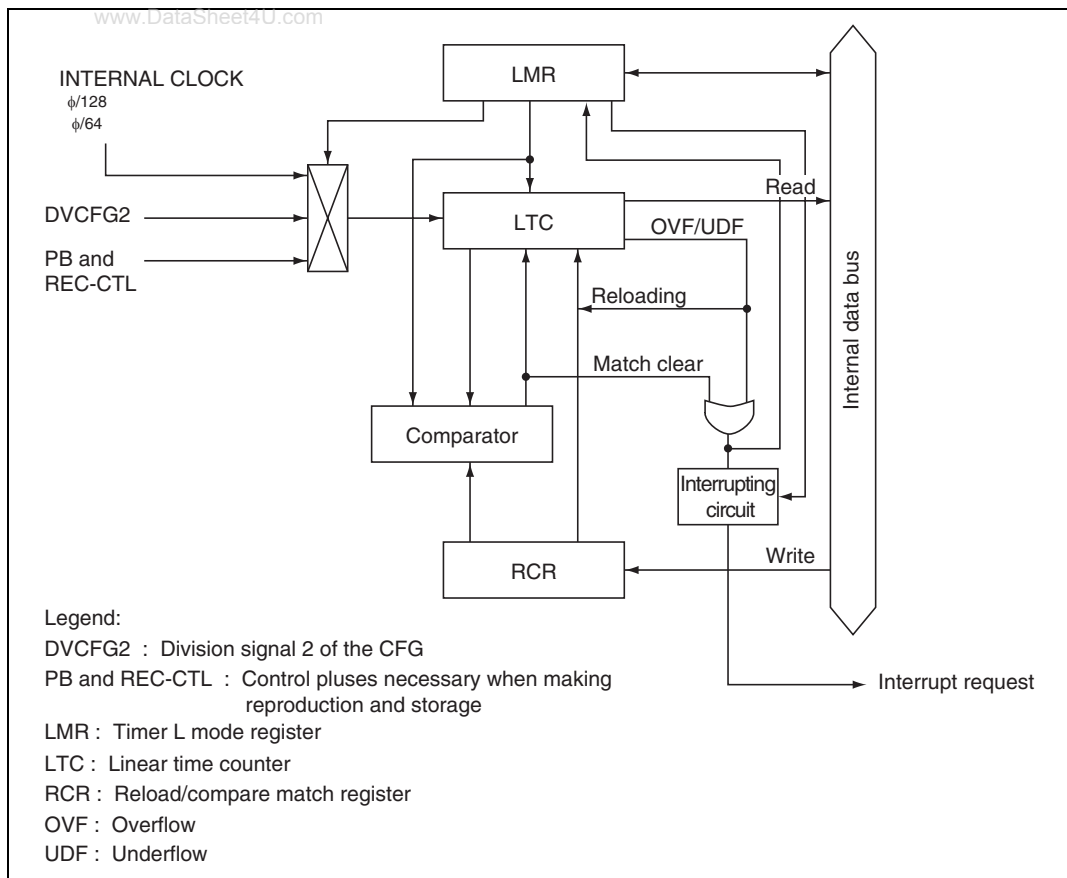 www.DataSheet4U.com
INTERNAL CLOCK
ϕ/128
ϕ/64
DVCFG2
PB and
REC-CTL
LMR
LTC
Read
OVF/UDF
Reloading
Match clear
Comparator
Interrupting
circuit
RCR
Write
Internal data bus
Interrupt request
Legend:
DVCFG2 : Division signal 2 of the CFG
PB and REC-CTL : Control pluses necessary when making
reproduction and storage
LMR : Timer L mode register
LTC : Linear time counter
RCR : Reload/compare match register
OVF : Overflow
UDF : Underflow